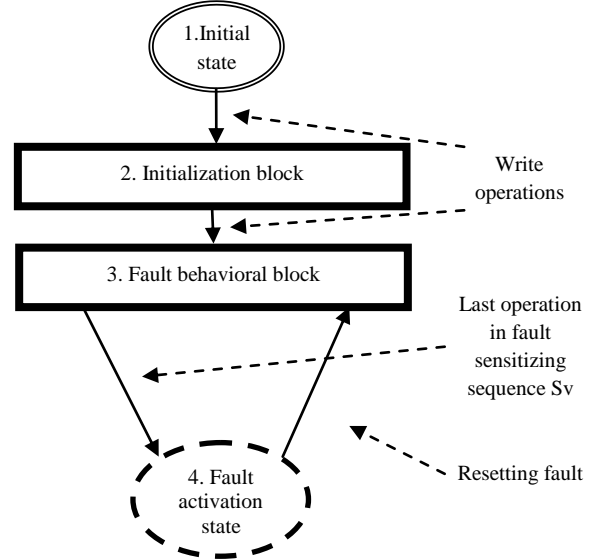 1.Initial
state
2. Initialization block
Write
operations
3. Fault behavioral block
Last operation
in fault
sensitizing
sequence Sv
4. Fault
activation
state
Resetting fault